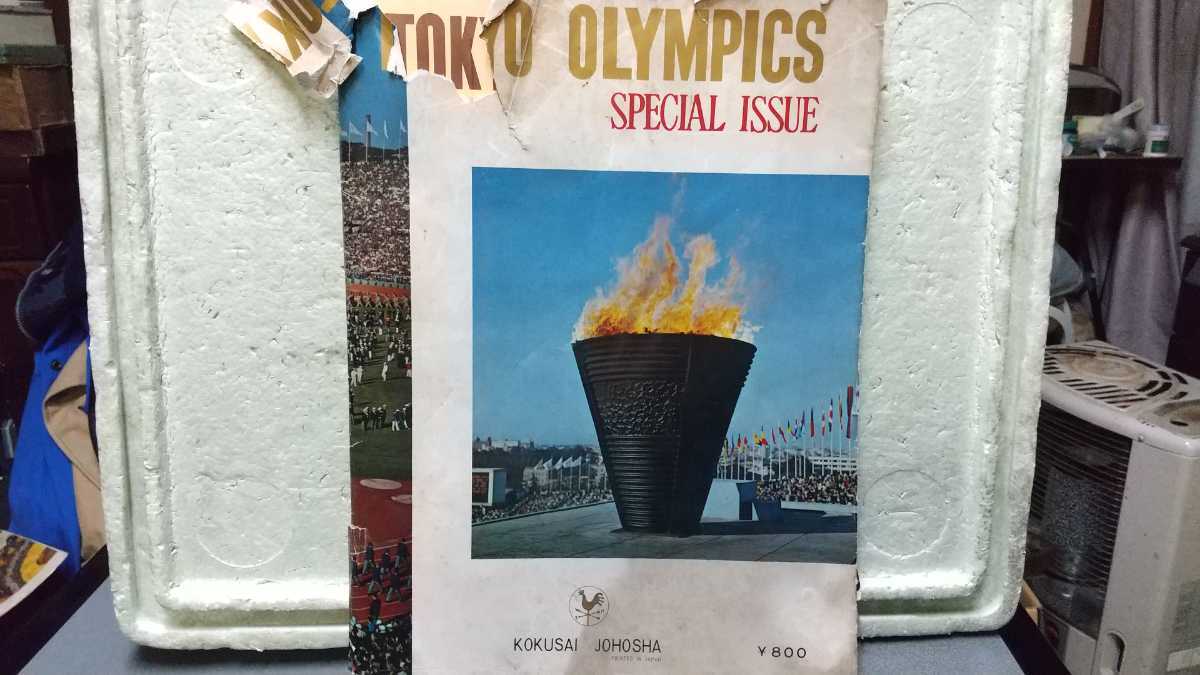 TOKYO OLYMPICS
SPECIAL ISSUE
KOKUSAI JOHOSHA
PRINTED IN JAPAN
¥800